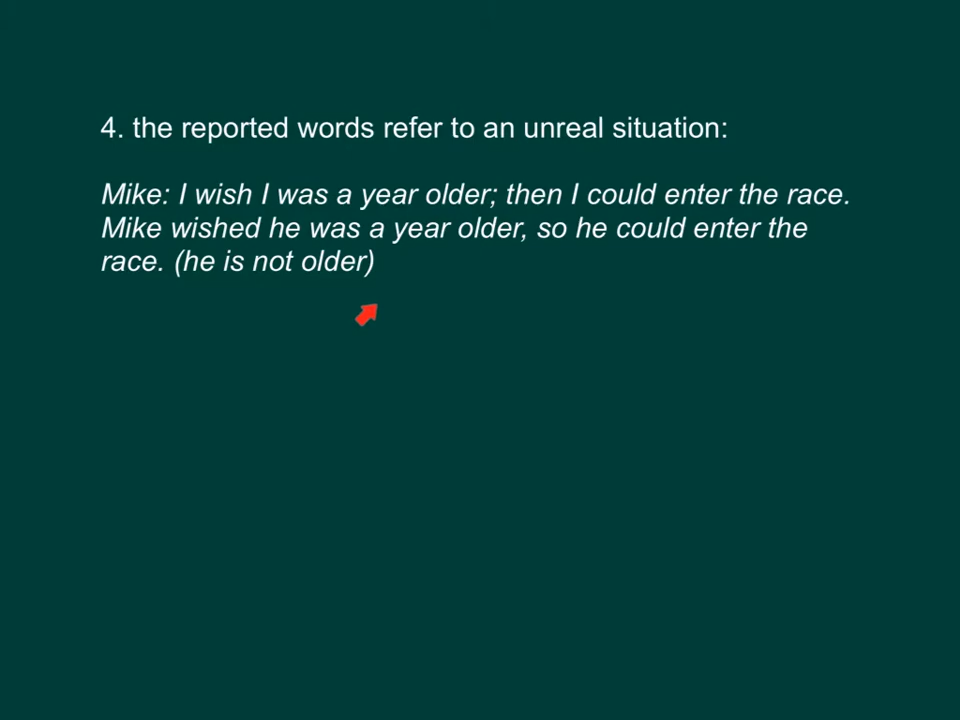 4. the reported words refer to an unreal situation:
Mike: I wish I was a year older; then I could enter the race.
Mike wished he was a year older, so he could enter the
race. (he is not older)